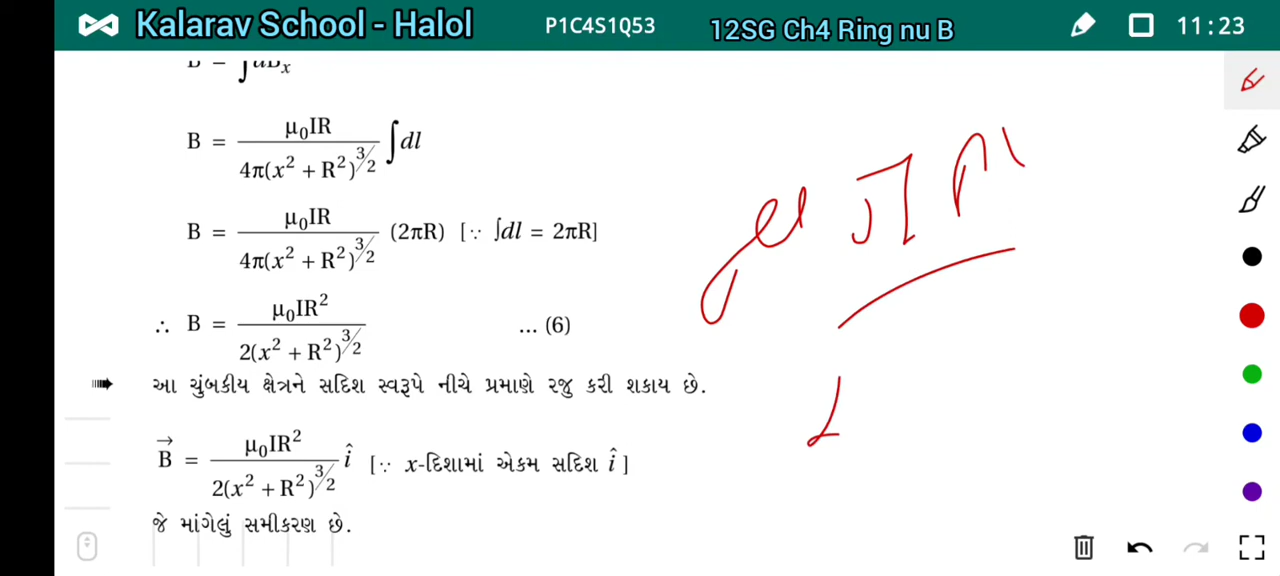 Kalarav School - Halol P1C4S1Q53 12SG Ch4 Ring nu B 11:23
B = ∫dBₓ
B = μ₀IR / 4π(x² + R²)^3/2 ∫dl
B = μ₀IR / 4π(x² + R²)^3/2 (2πR) [∵ ∫dl = 2πR]
∴ B = μ₀IR² / 2(x² + R²)^3/2 ... (6)
➠ આ ચુંબકીય ક્ષેત્રને સદિશ સ્વરૂપે નીચે પ્રમાણે રજુ કરી શકાય છે.
B⃗ = μ₀IR² / 2(x² + R²)^3/2 î [∵ x-દિશામાં એકમ સદિશ î ]
જે માંગેલું સમીકરણ છે.